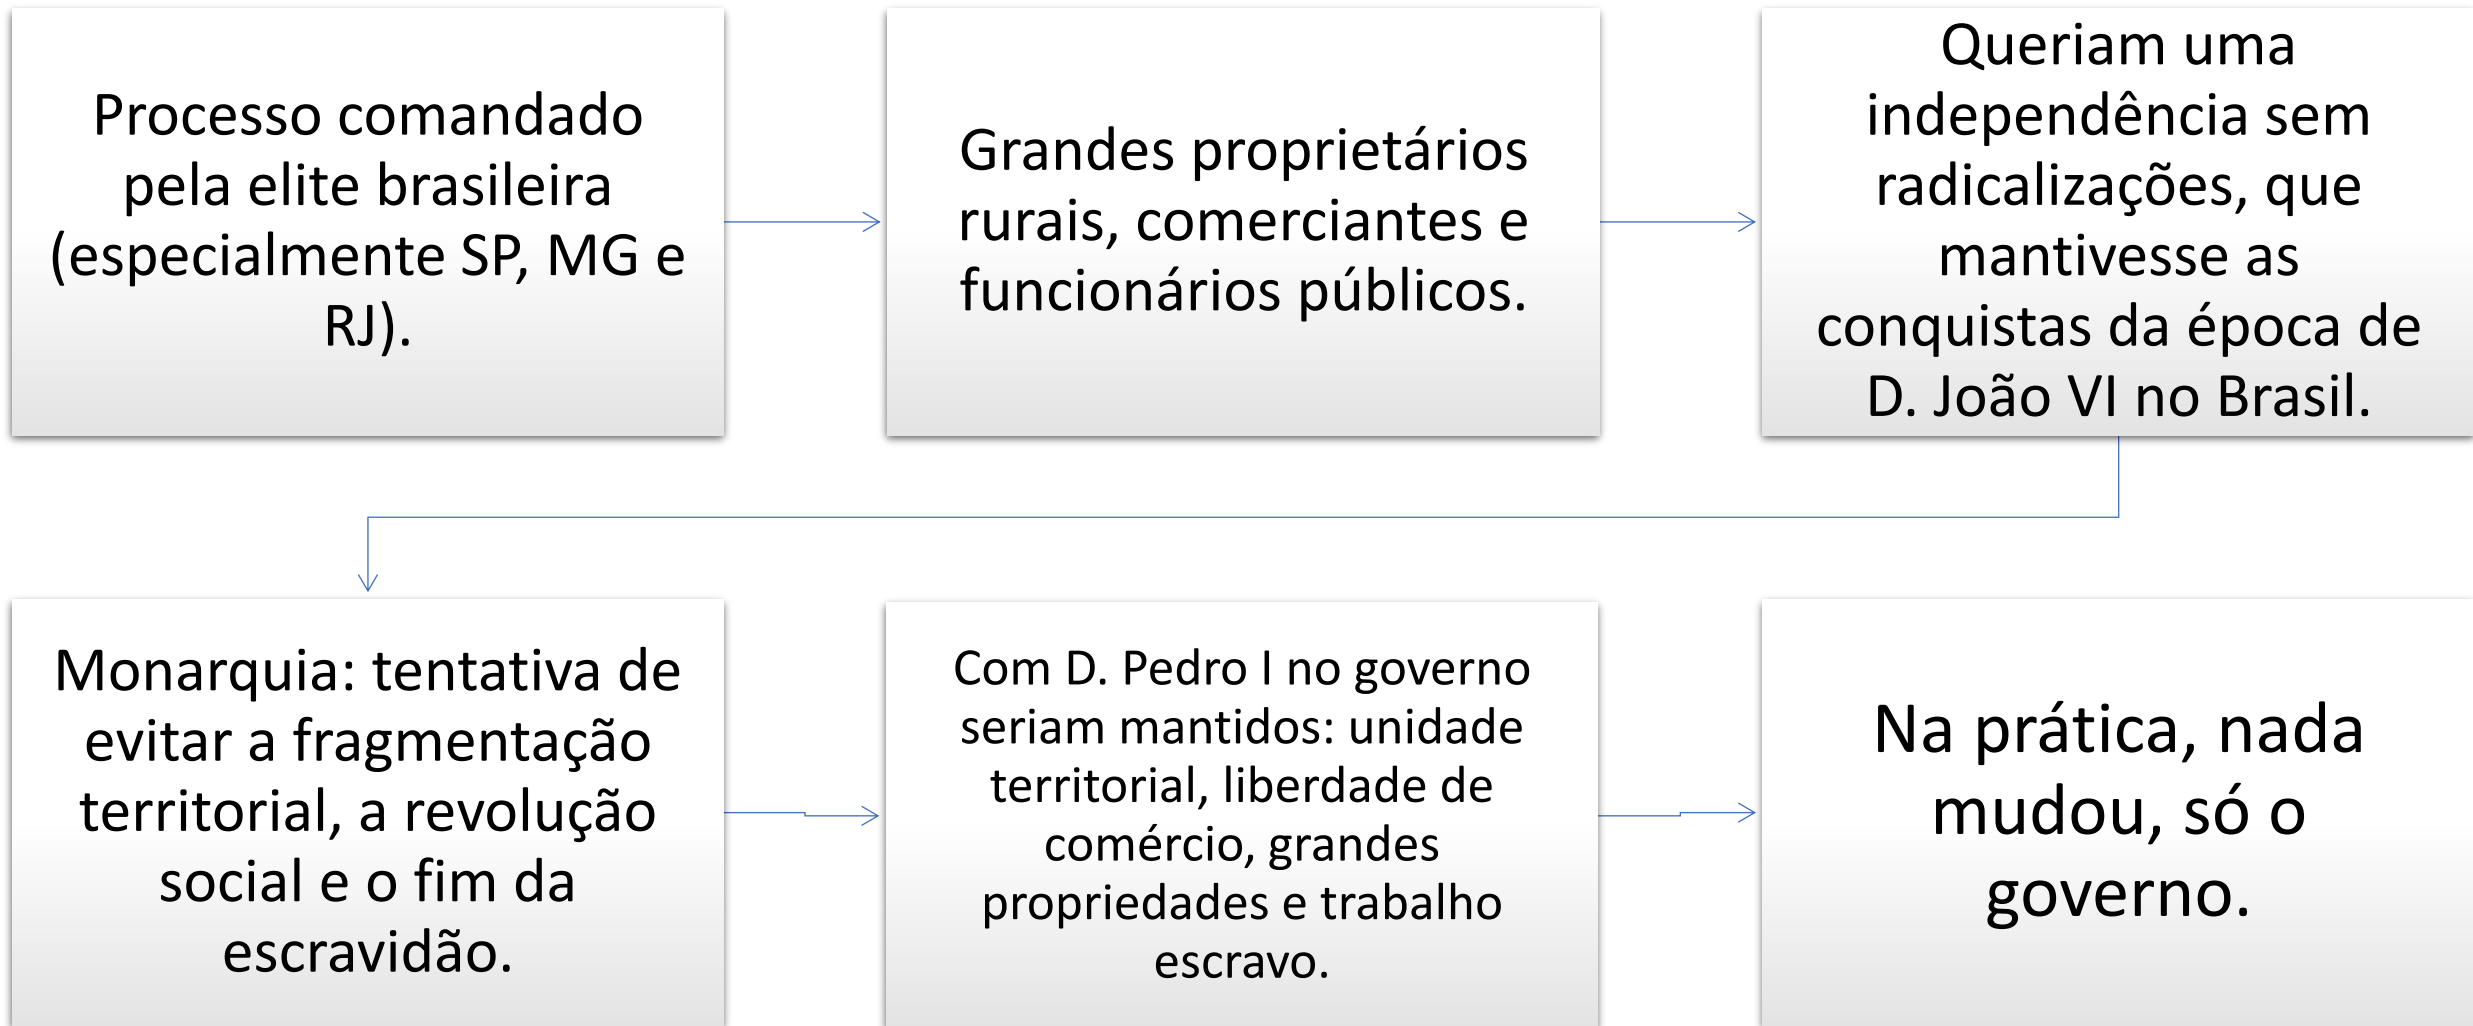 Processo comandado
pela elite brasileira
(especialmente SP, MG e
RJ).
Grandes proprietários
rurais, comerciantes e
funcionários públicos.
Queriam uma
independência sem
radicalizações, que
mantivesse as
conquistas da época de
D. João VI no Brasil.
Monarquia: tentativa de
evitar a fragmentação
territorial, a revolução
social e o fim da
escravidão.
Com D. Pedro I no governo
seriam mantidos: unidade
territorial, liberdade de
comércio, grandes
propriedades e trabalho
escravo.
Na prática, nada
mudou, só o
governo.